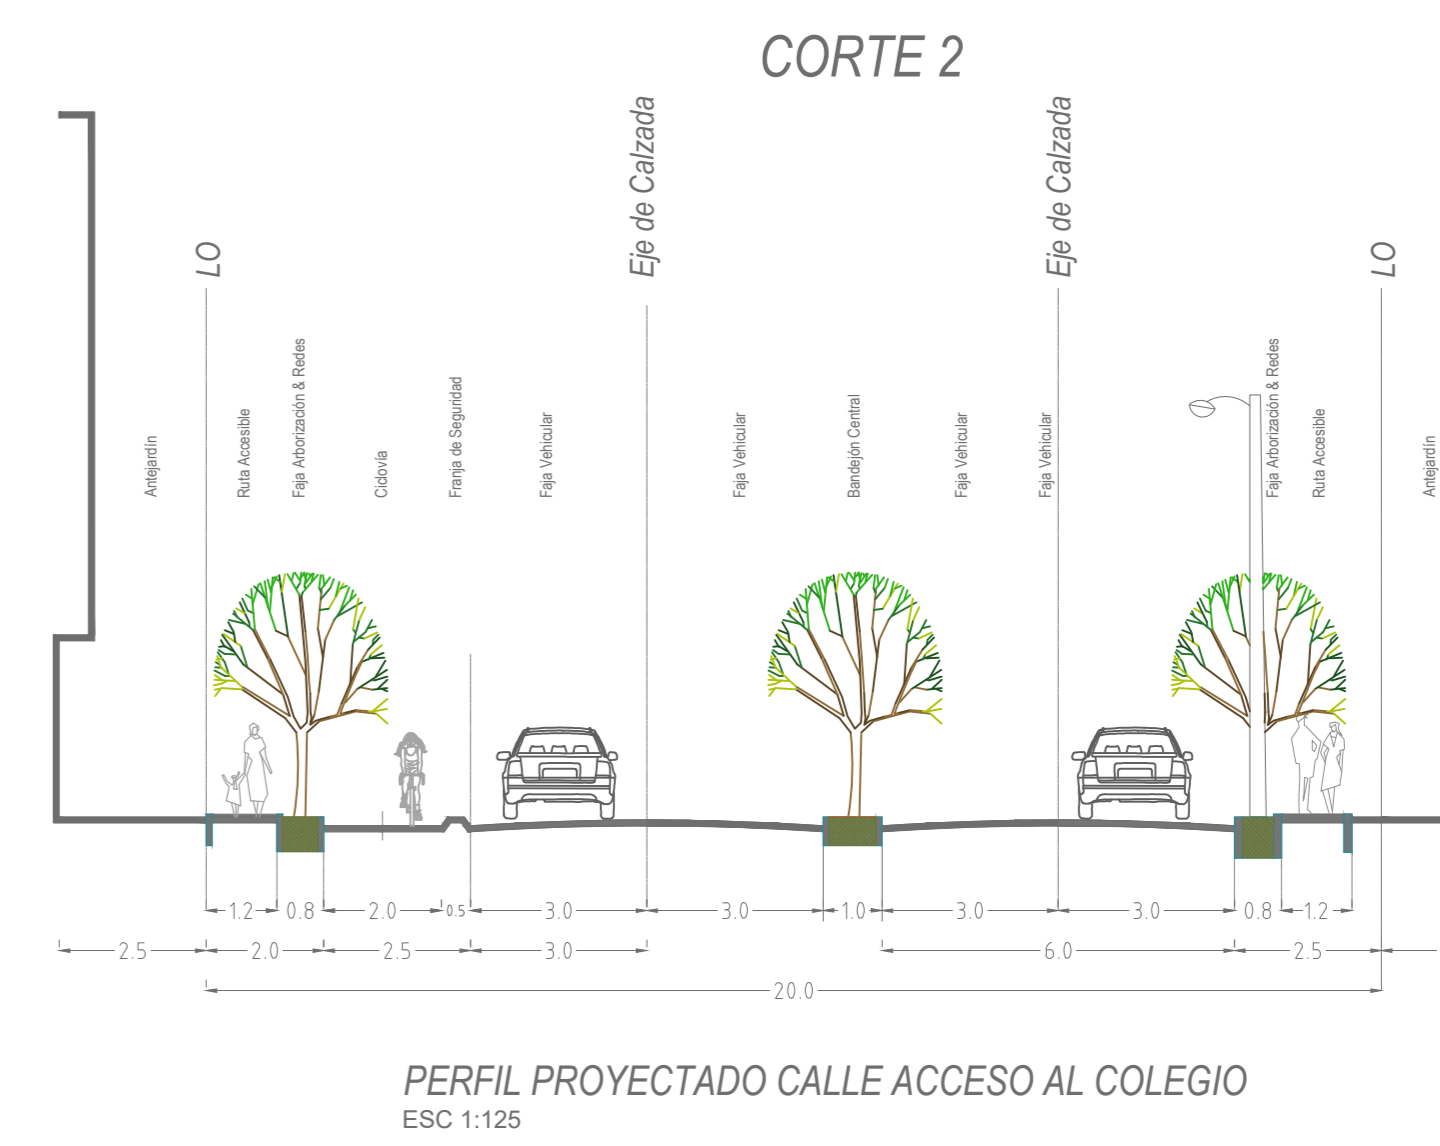 CORTE 2
LO
Eje de Calzada
Eje de Calzada
LO
Antejardín
Ruta Accesible
Faja Arborización & Redes
Ciclovía
Franja de Seguridad
Faja Vehicular
Faja Vehicular
Bandejón Central
Faja Vehicular
Faja Vehicular
Faja Arborización & Redes
Ruta Accesible
Antejardín
1.2 0.8 2.0 0.5 3.0 3.0 1.0 3.0 3.0 0.8 1.2
2.5 2.0 2.5 3.0 6.0 2.5
20.0
PERFIL PROYECTADO CALLE ACCESO AL COLEGIO
ESC 1:125